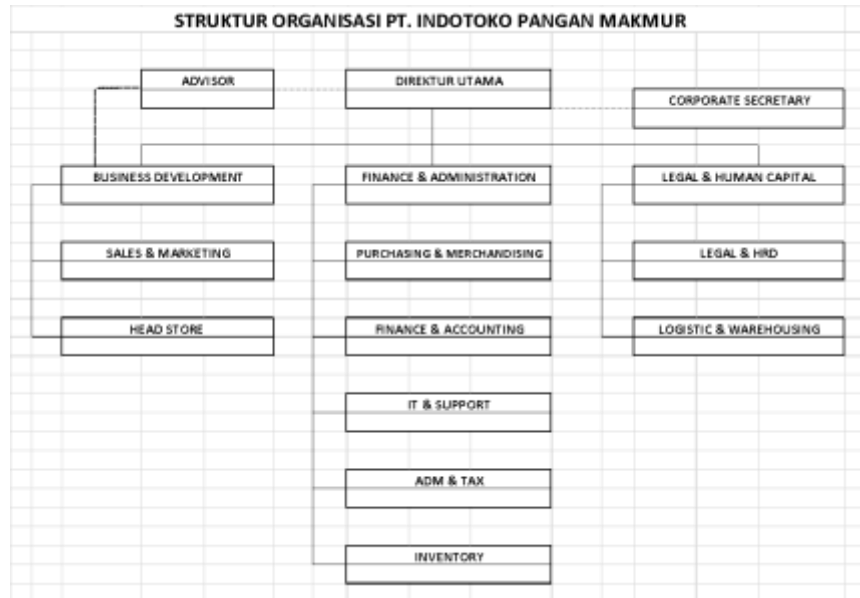 STRUKTUR ORGANISASI PT. INDOTOKO PANGAN MAKMUR
ADVISOR
DIREKTUR UTAMA
CORPORATE SECRETARY
BUSINESS DEVELOPMENT
FINANCE & ADMINISTRATION
LEGAL & HUMAN CAPITAL
SALES & MARKETING
PURCHASING & MERCHANDISING
LEGAL & HRD
HEAD STORE
FINANCE & ACCOUNTING
LOGISTIC & WAREHOUSING
IT & SUPPORT
ADM & TAX
INVENTORY